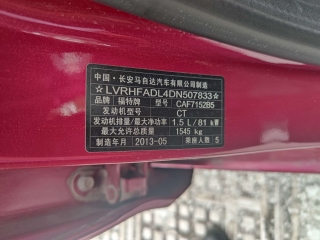 中国·长安马自达汽车有限公司制造
☆LVRHFADL4DN507833☆
品牌 福特牌 型号 CAF7152B5
发动机型号 CT
发动机排量/最大净功率 1.5 L/81 kW
最大允许总质量 1545 kg
制造年月 2013-05 乘坐人数 5